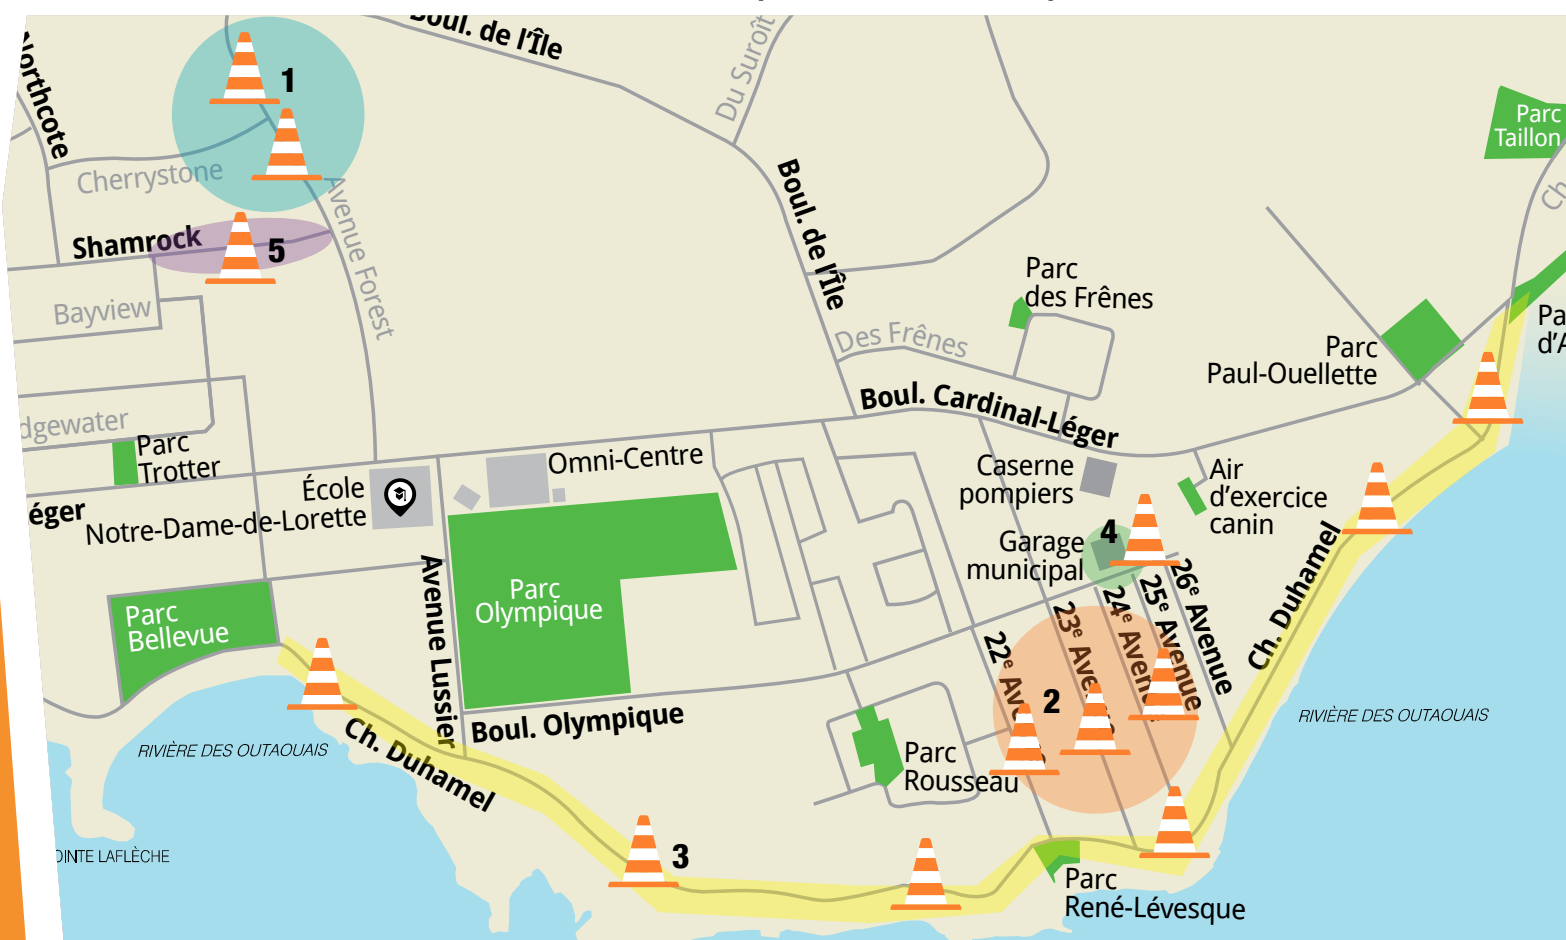 Boul. de l'Île
Du Suroît
Northcote
1
Parc
Taillon
Cherrystone
Avenue Forest
Boul. de l'Île
Shamrock
5
Parc
des Frênes
Bayview
Des Frênes
Parc
Paul-Ouellette
Boul. Cardinal-Léger
Parc
Trotter
Omni-Centre
École
Notre-Dame-de-Lorette
Caserne
pompiers
Air
d'exercice
canin
4
Garage
municipal
Ch. Duhamel
Avenue Lussier
Parc
Olympique
Parc
Bellevue
22e Avenue
23e Avenue
24e Avenue
25e Avenue
26e Avenue
2
RIVIÈRE DES OUTAOUAIS
Boul. Olympique
RIVIÈRE DES OUTAOUAIS
Ch. Duhamel
Parc
Rousseau
3
Parc
René-Lévesque